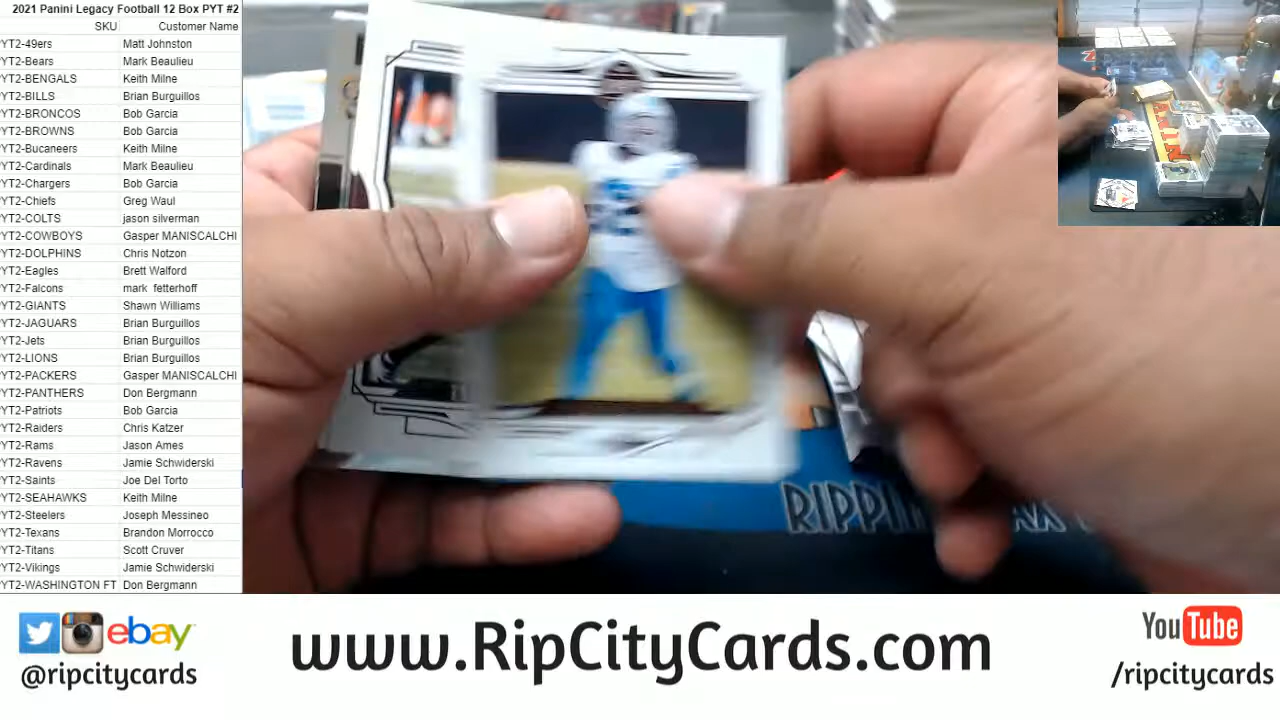 2021 Panini Legacy Football 12 Box PYT #2
SKU Customer Name
YT2-49ers Matt Johnston
YT2-Bears Mark Beaulieu
YT2-BENGALS Keith Milne
YT2-BILLS Brian Burguillos
YT2-BRONCOS Bob Garcia
YT2-BROWNS Bob Garcia
YT2-Bucaneers Keith Milne
YT2-Cardinals Mark Beaulieu
YT2-Chargers Bob Garcia
YT2-Chiefs Greg Waul
YT2-COLTS jason silverman
YT2-COWBOYS Gasper MANISCALCHI
YT2-DOLPHINS Chris Notzon
YT2-Eagles Brett Walford
YT2-Falcons mark fetterhoff
YT2-GIANTS Shawn Williams
YT2-JAGUARS Brian Burguillos
YT2-Jets Brian Burguillos
YT2-LIONS Brian Burguillos
YT2-PACKERS Gasper MANISCALCHI
YT2-PANTHERS Don Bergmann
YT2-Patriots Bob Garcia
YT2-Raiders Chris Katzer
YT2-Rams Jason Ames
YT2-Ravens Jamie Schwiderski
YT2-Saints Joe Del Torto
YT2-SEAHAWKS Keith Milne
YT2-Steelers Joseph Messineo
YT2-Texans Brandon Morrocco
YT2-Titans Scott Cruver
YT2-Vikings Jamie Schwiderski
YT2-WASHINGTON FT Don Bergmann
ebay
@ripcitycards
www.RipCityCards.com
YouTube
/ripcitycards